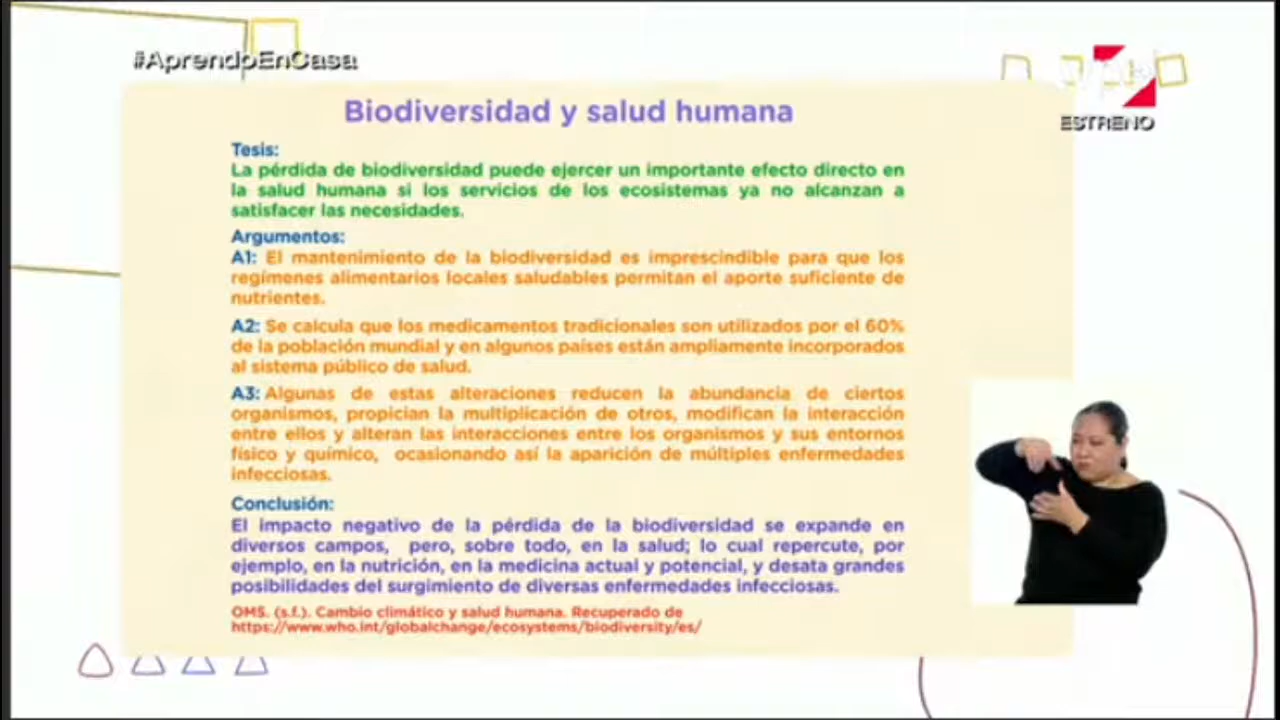 #AprendoEnCasa
ESTRENO
Biodiversidad y salud humana
Tesis:
La pérdida de biodiversidad puede ejercer un importante efecto directo en
la salud humana si los servicios de los ecosistemas ya no alcanzan a
satisfacer las necesidades.
Argumentos:
A1: El mantenimiento de la biodiversidad es imprescindible para que los
regímenes alimentarios locales saludables permitan el aporte suficiente de
nutrientes.
A2: Se calcula que los medicamentos tradicionales son utilizados por el 60%
de la población mundial y en algunos países están ampliamente incorporados
al sistema público de salud.
A3: Algunas de estas alteraciones reducen la abundancia de ciertos
organismos, propician la multiplicación de otros, modifican la interacción
entre ellos y alteran las interacciones entre los organismos y sus entornos
físico y químico, ocasionando así la aparición de múltiples enfermedades
infecciosas.
Conclusión:
El impacto negativo de la pérdida de la biodiversidad se expande en
diversos campos, pero, sobre todo, en la salud; lo cual repercute, por
ejemplo, en la nutrición, en la medicina actual y potencial, y desata grandes
posibilidades del surgimiento de diversas enfermedades infecciosas.
OMS. (s.f.). Cambio climático y salud humana. Recuperado de
https://www.who.int/globalchange/ecosystems/biodiversity/es/